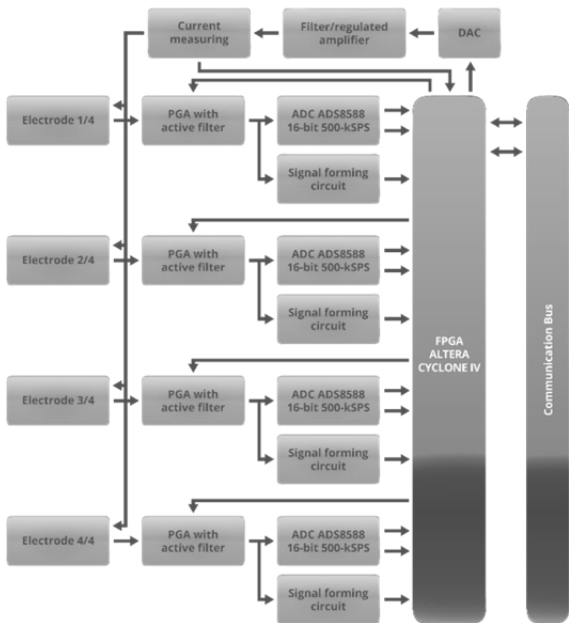 Current
measuring
Filter/regulated
amplifier
DAC
Electrode 1/4
PGA with
active filter
ADC ADS8588
16-bit 500-kSPS
Signal forming
circuit
Electrode 2/4
PGA with
active filter
ADC ADS8588
16-bit 500-kSPS
Signal forming
circuit
FPGA
ALTERA
CYCLONE IV
Communication Bus
Electrode 3/4
PGA with
active filter
ADC ADS8588
16-bit 500-kSPS
Signal forming
circuit
Electrode 4/4
PGA with
active filter
ADC ADS8588
16-bit 500-kSPS
Signal forming
circuit